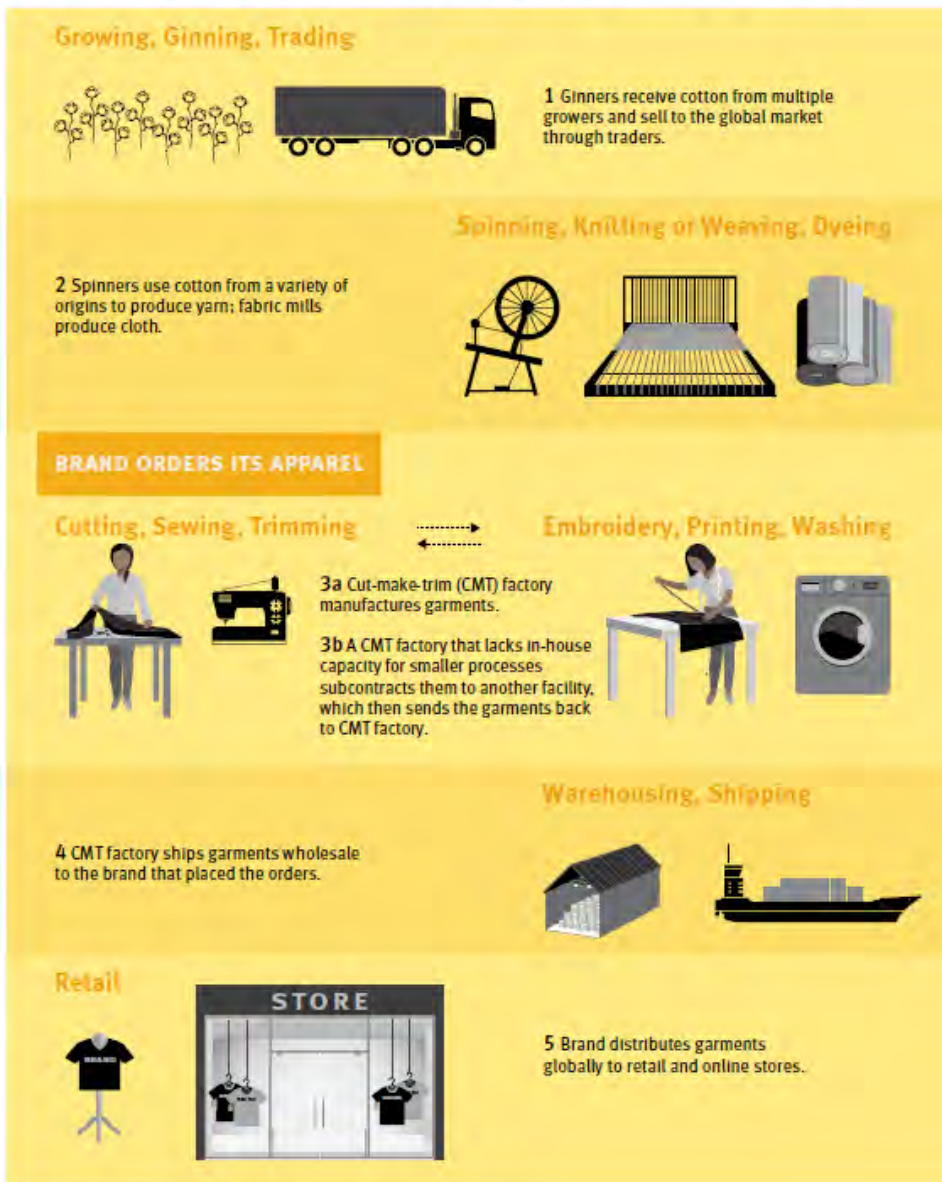 Growing, Ginning, Trading
1 Ginners receive cotton from multiple
growers and sell to the global market
through traders.
Spinning, Knitting or Weaving, Dyeing
2 Spinners use cotton from a variety of
origins to produce yarn; fabric mills
produce cloth.
BRAND ORDERS ITS APPAREL
Cutting, Sewing, Trimming
Embroidery, Printing, Washing
3a Cut-make-trim (CMT) factory
manufactures garments.
3b A CMT factory that lacks in-house
capacity for smaller processes
subcontracts them to another facility,
which then sends the garments back
to CMT factory.
Warehousing, Shipping
4 CMT factory ships garments wholesale
to the brand that placed the orders.
Retail
STORE
BRAND
5 Brand distributes garments
globally to retail and online stores.